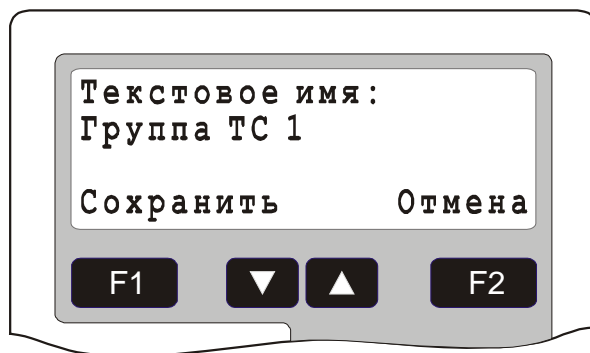 Текстовое имя:
Группа ТС 1
Сохранить Отмена
F1 ▼ ▲ F2